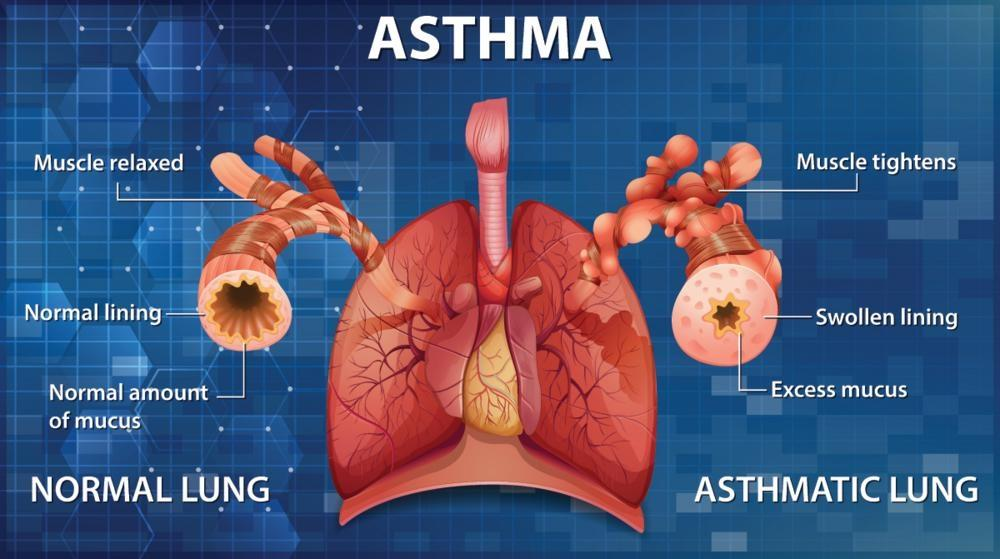 ASTHMA
Muscle relaxed
Normal lining
Normal amount
of mucus
NORMAL LUNG
Muscle tightens
Swollen lining
Excess mucus
ASTHMATIC LUNG